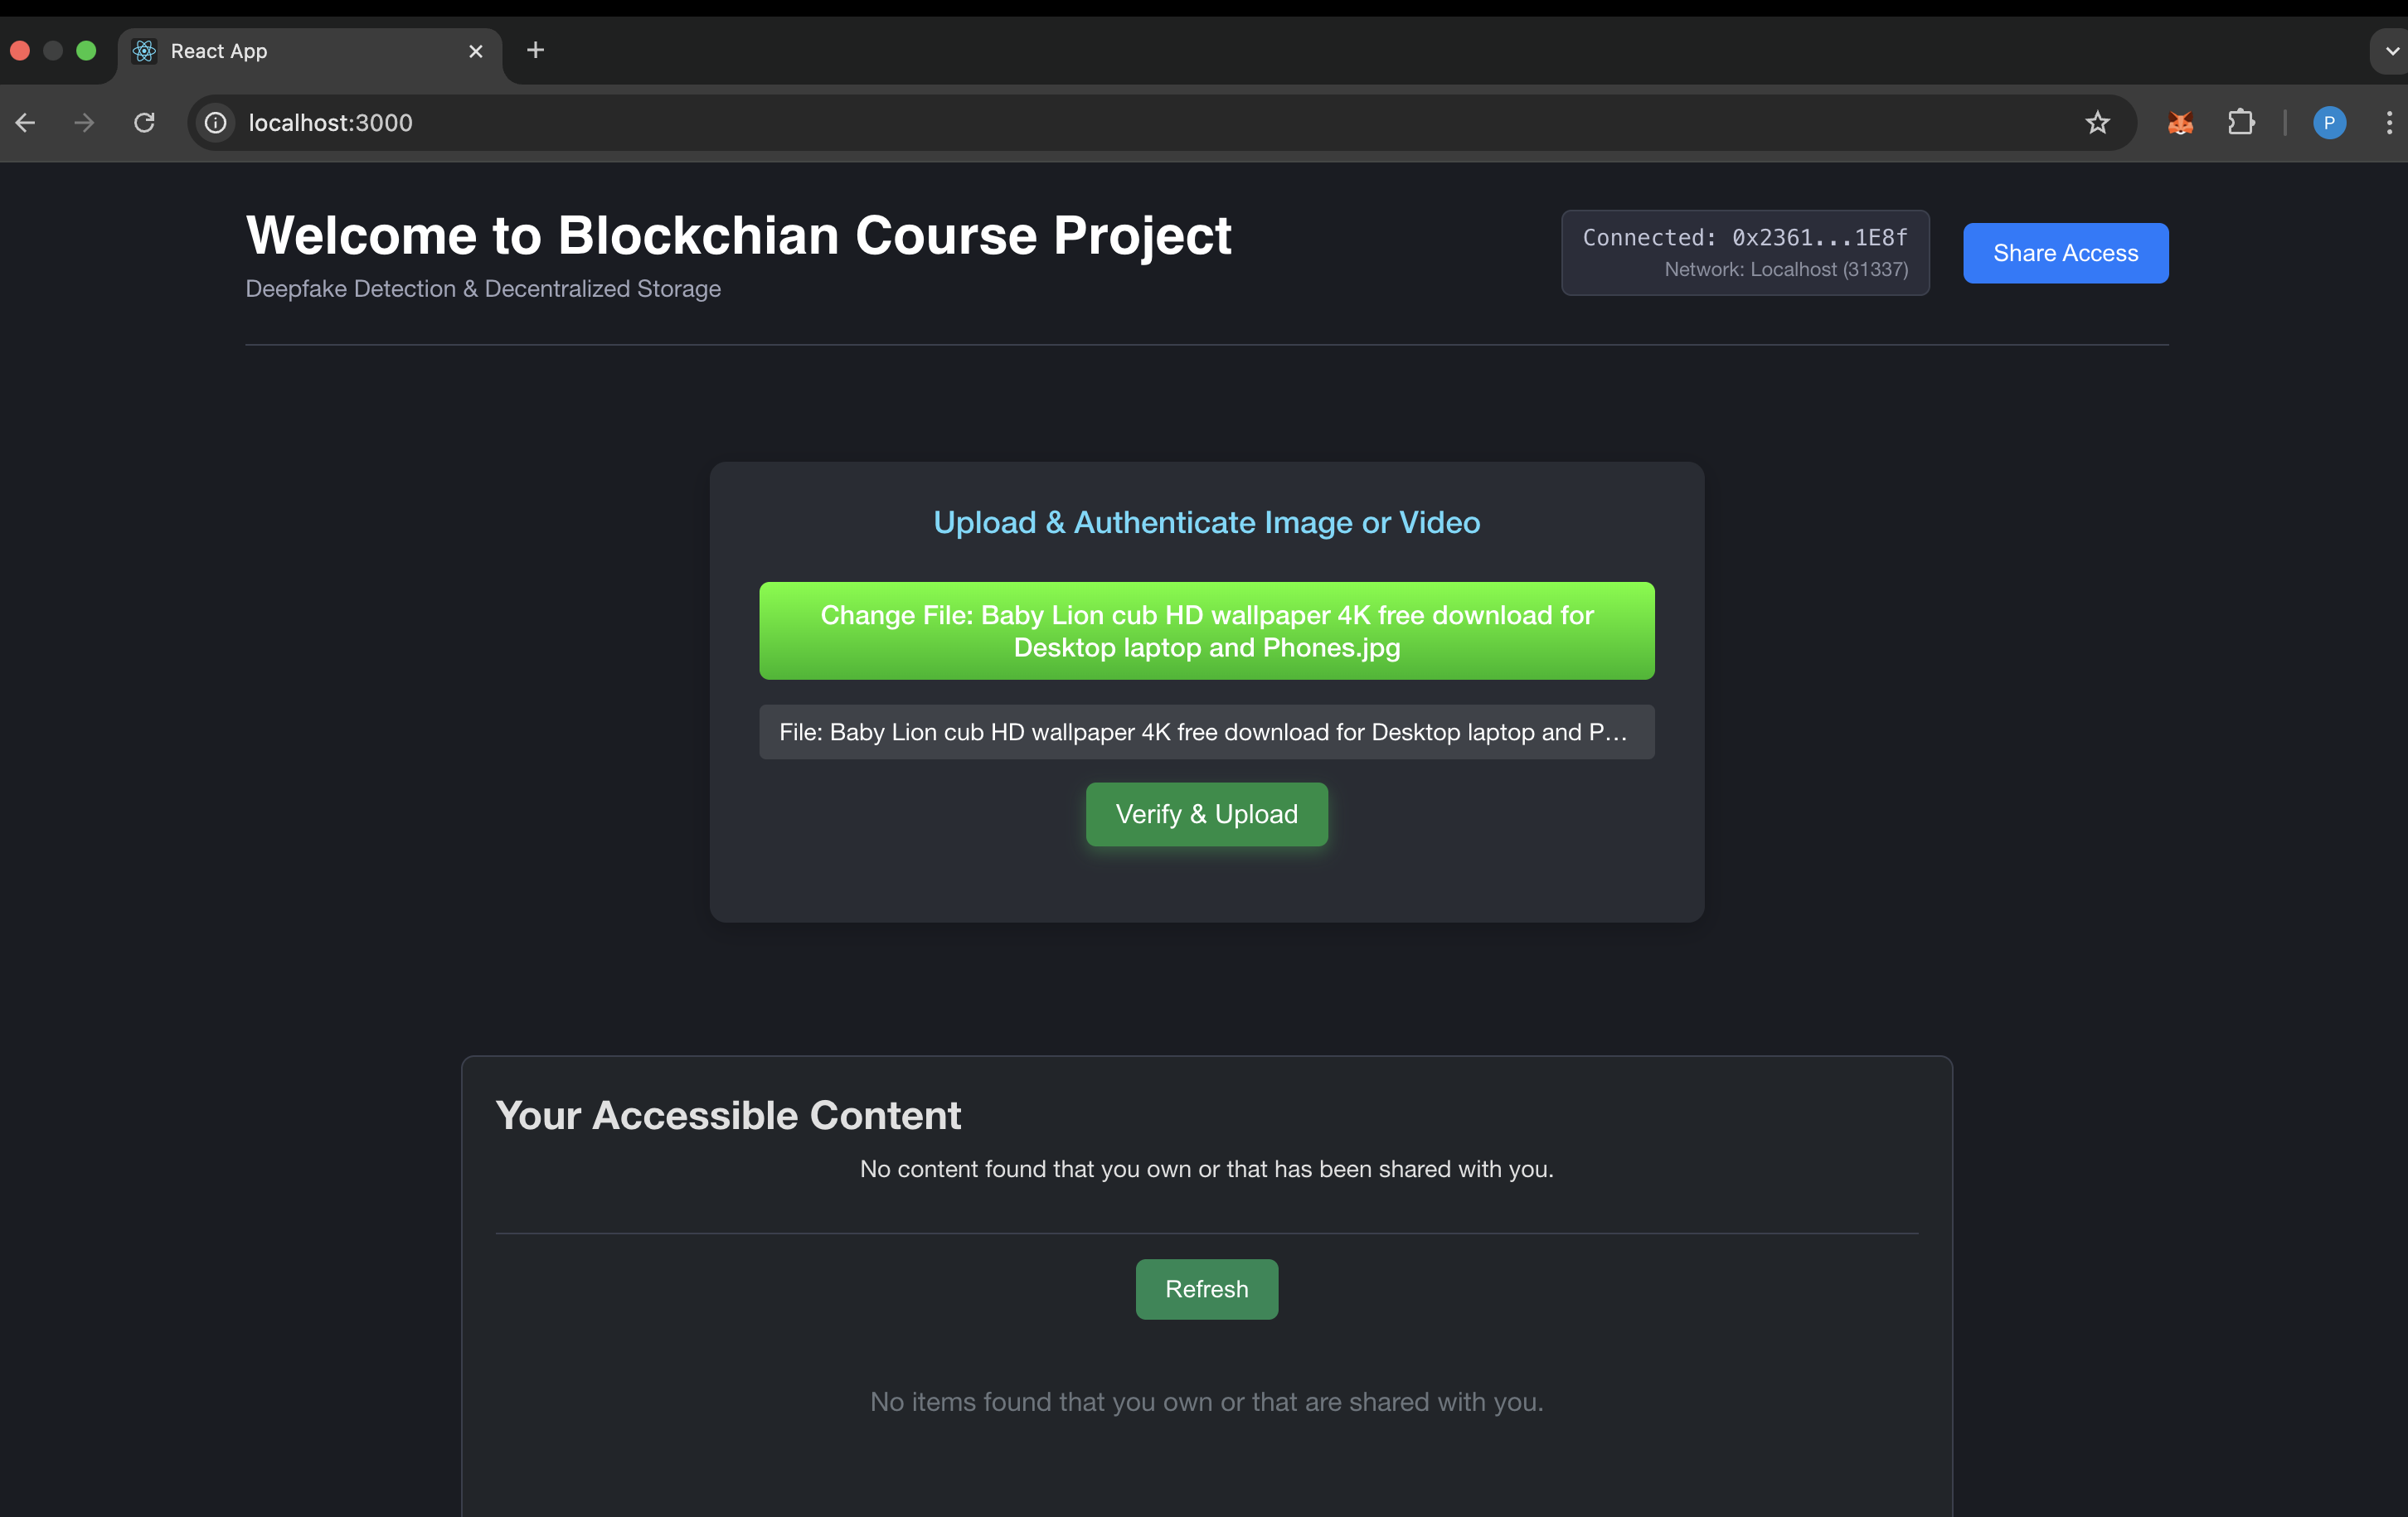 React App
localhost:3000
P
Welcome to Blockchian Course Project
Deepfake Detection & Decentralized Storage
Connected: 0x2361...1E8f
Network: Localhost (31337)
Share Access
Upload & Authenticate Image or Video
Change File: Baby Lion cub HD wallpaper 4K free download for
Desktop laptop and Phones.jpg
File: Baby Lion cub HD wallpaper 4K free download for Desktop laptop and P...
Verify & Upload
Your Accessible Content
No content found that you own or that has been shared with you.
Refresh
No items found that you own or that are shared with you.